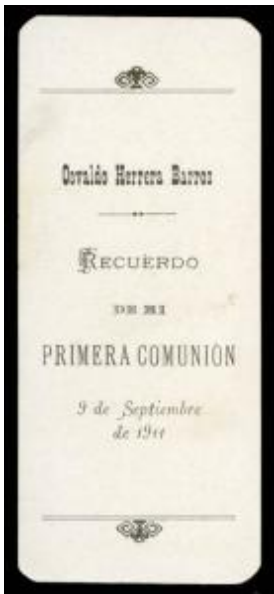 Osvaldo Herrera Barros
RECUERDO
DE MI
PRIMERA COMUNIÓN
9 de Septiembre
de 1911